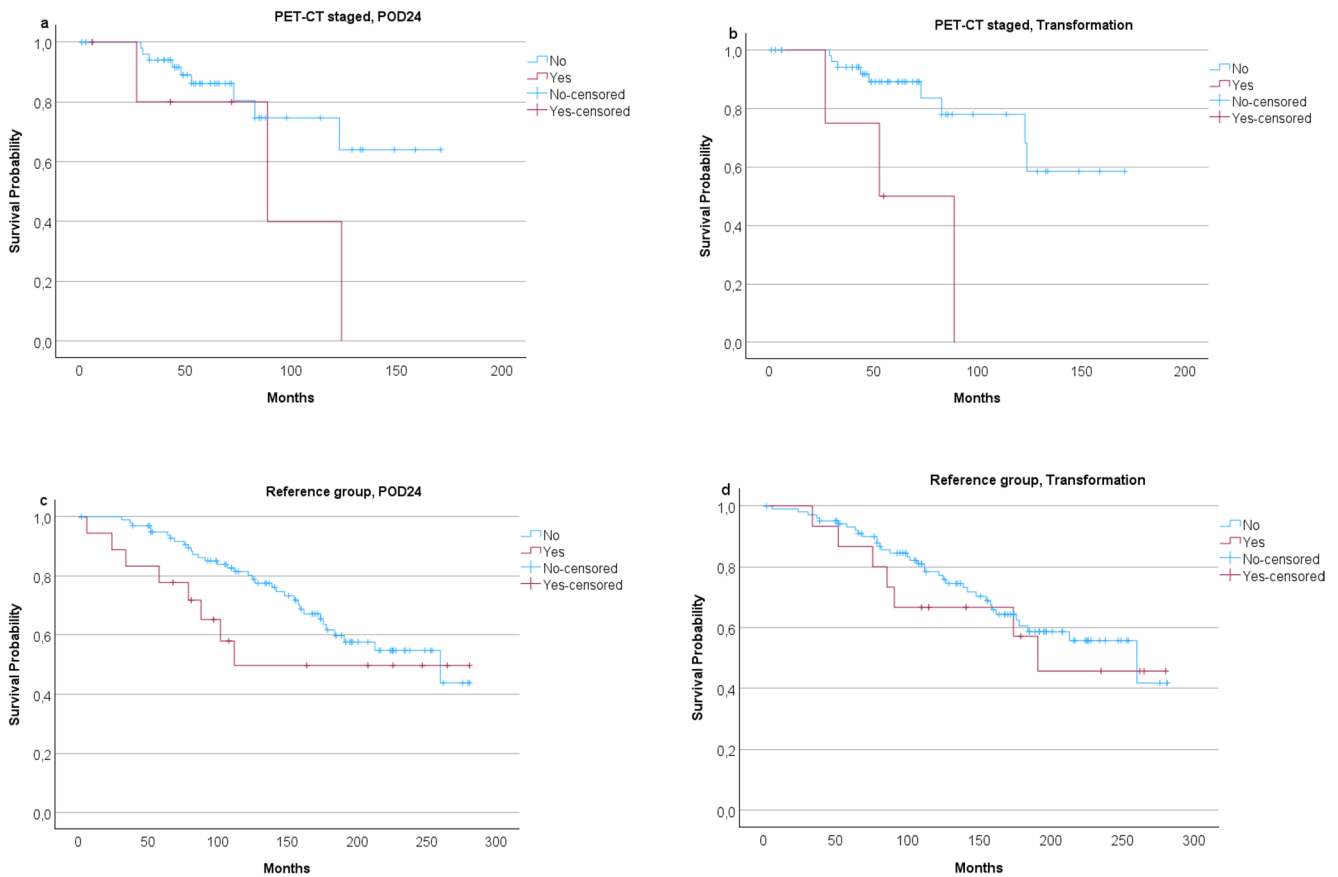 a
PET-CT staged, POD24
1,0
0,8
0,6
0,4
0,2
0,0
Survival Probability
0 50 100 150 200
Months
No
Yes
No-censored
Yes-censored
b
PET-CT staged, Transformation
1,0
0,8
0,6
0,4
0,2
0,0
Survival Probability
0 50 100 150 200
Months
No
Yes
No-censored
Yes-censored
c
Reference group, POD24
1,0
0,8
0,6
0,4
0,2
0,0
Survival Probability
0 50 100 150 200 250 300
Months
No
Yes
No-censored
Yes-censored
d
Reference group, Transformation
1,0
0,8
0,6
0,4
0,2
0,0
Survival Probability
0 50 100 150 200 250 300
Months
No
Yes
No-censored
Yes-censored